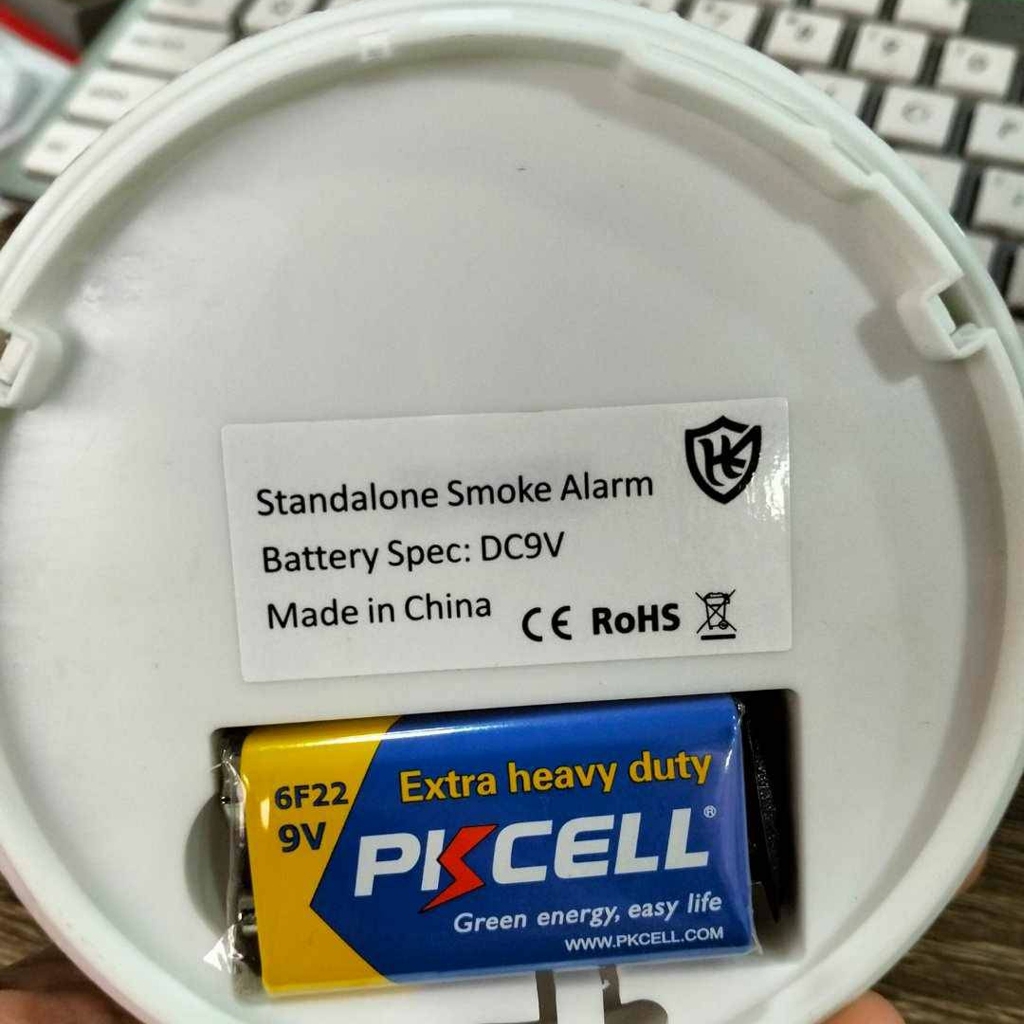 Standalone Smoke Alarm
Battery Spec: DC9V
Made in China
CE RoHS
6F22
9V
Extra heavy duty
PKCELL®
Green energy, easy life
WWW.PKCELL.COM